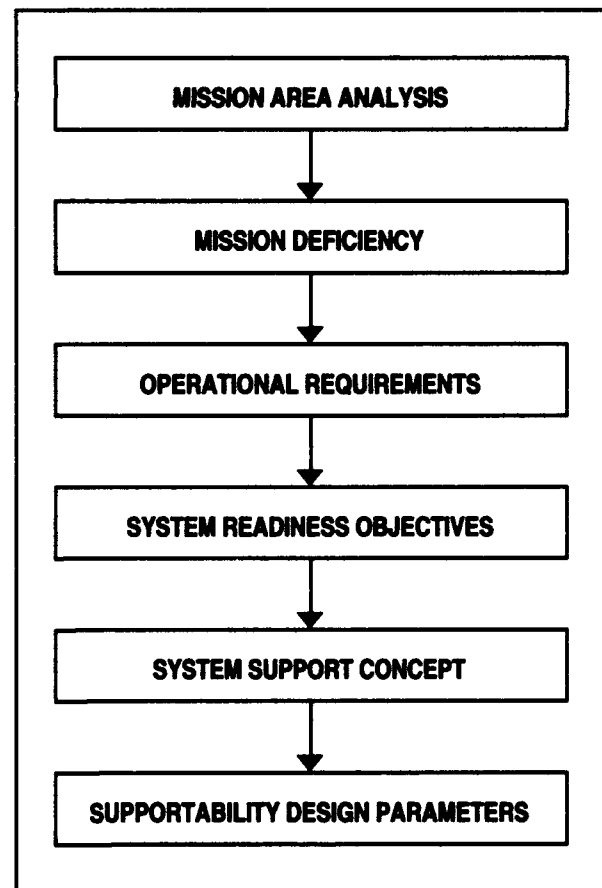 MISSION AREA ANALYSIS
MISSION DEFICIENCY
OPERATIONAL REQUIREMENTS
SYSTEM READINESS OBJECTIVES
SYSTEM SUPPORT CONCEPT
SUPPORTABILITY DESIGN PARAMETERS